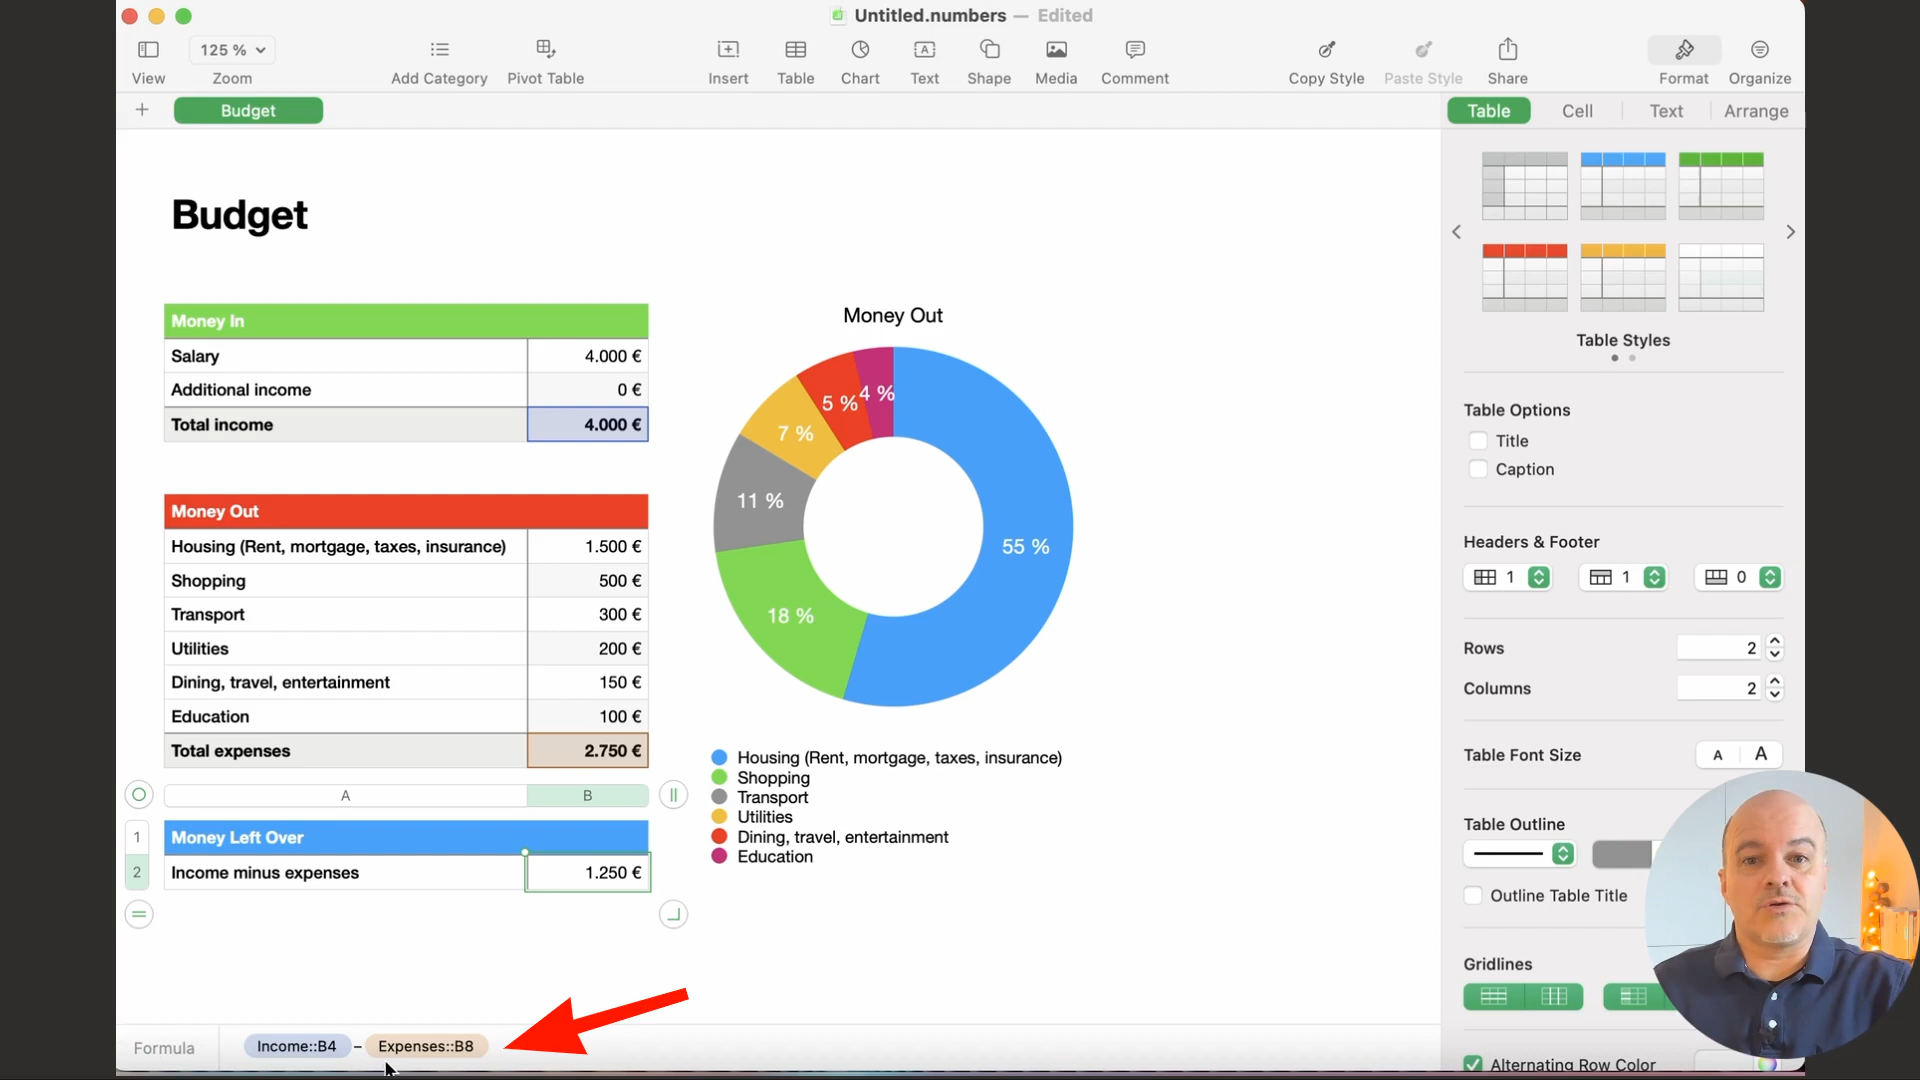 Untitled.numbers — Edited
125 %
View
Zoom
Add Category
Pivot Table
Insert
Table
Chart
Text
Shape
Media
Comment
Copy Style
Paste Style
Share
Format
Organize
Budget
Table
Cell
Text
Arrange
Budget
Money In
Salary 4.000 €
Additional income 0 €
Total income 4.000 €
Money Out
Housing (Rent, mortgage, taxes, insurance) 1.500 €
Shopping 500 €
Transport 300 €
Utilities 200 €
Dining, travel, entertainment 150 €
Education 100 €
Total expenses 2.750 €
A B
1 Money Left Over
2 Income minus expenses 1.250 €
Money Out
4 %
5 %
7 %
11 %
55 %
18 %
Housing (Rent, mortgage, taxes, insurance)
Shopping
Transport
Utilities
Dining, travel, entertainment
Education
Table Styles
Table Options
Title
Caption
Headers & Footer
1 1 0
Rows 2
Columns 2
Table Font Size A A
Table Outline
Outline Table Title
Gridlines
Alternating Row Color
Formula Income::B4 – Expenses::B8